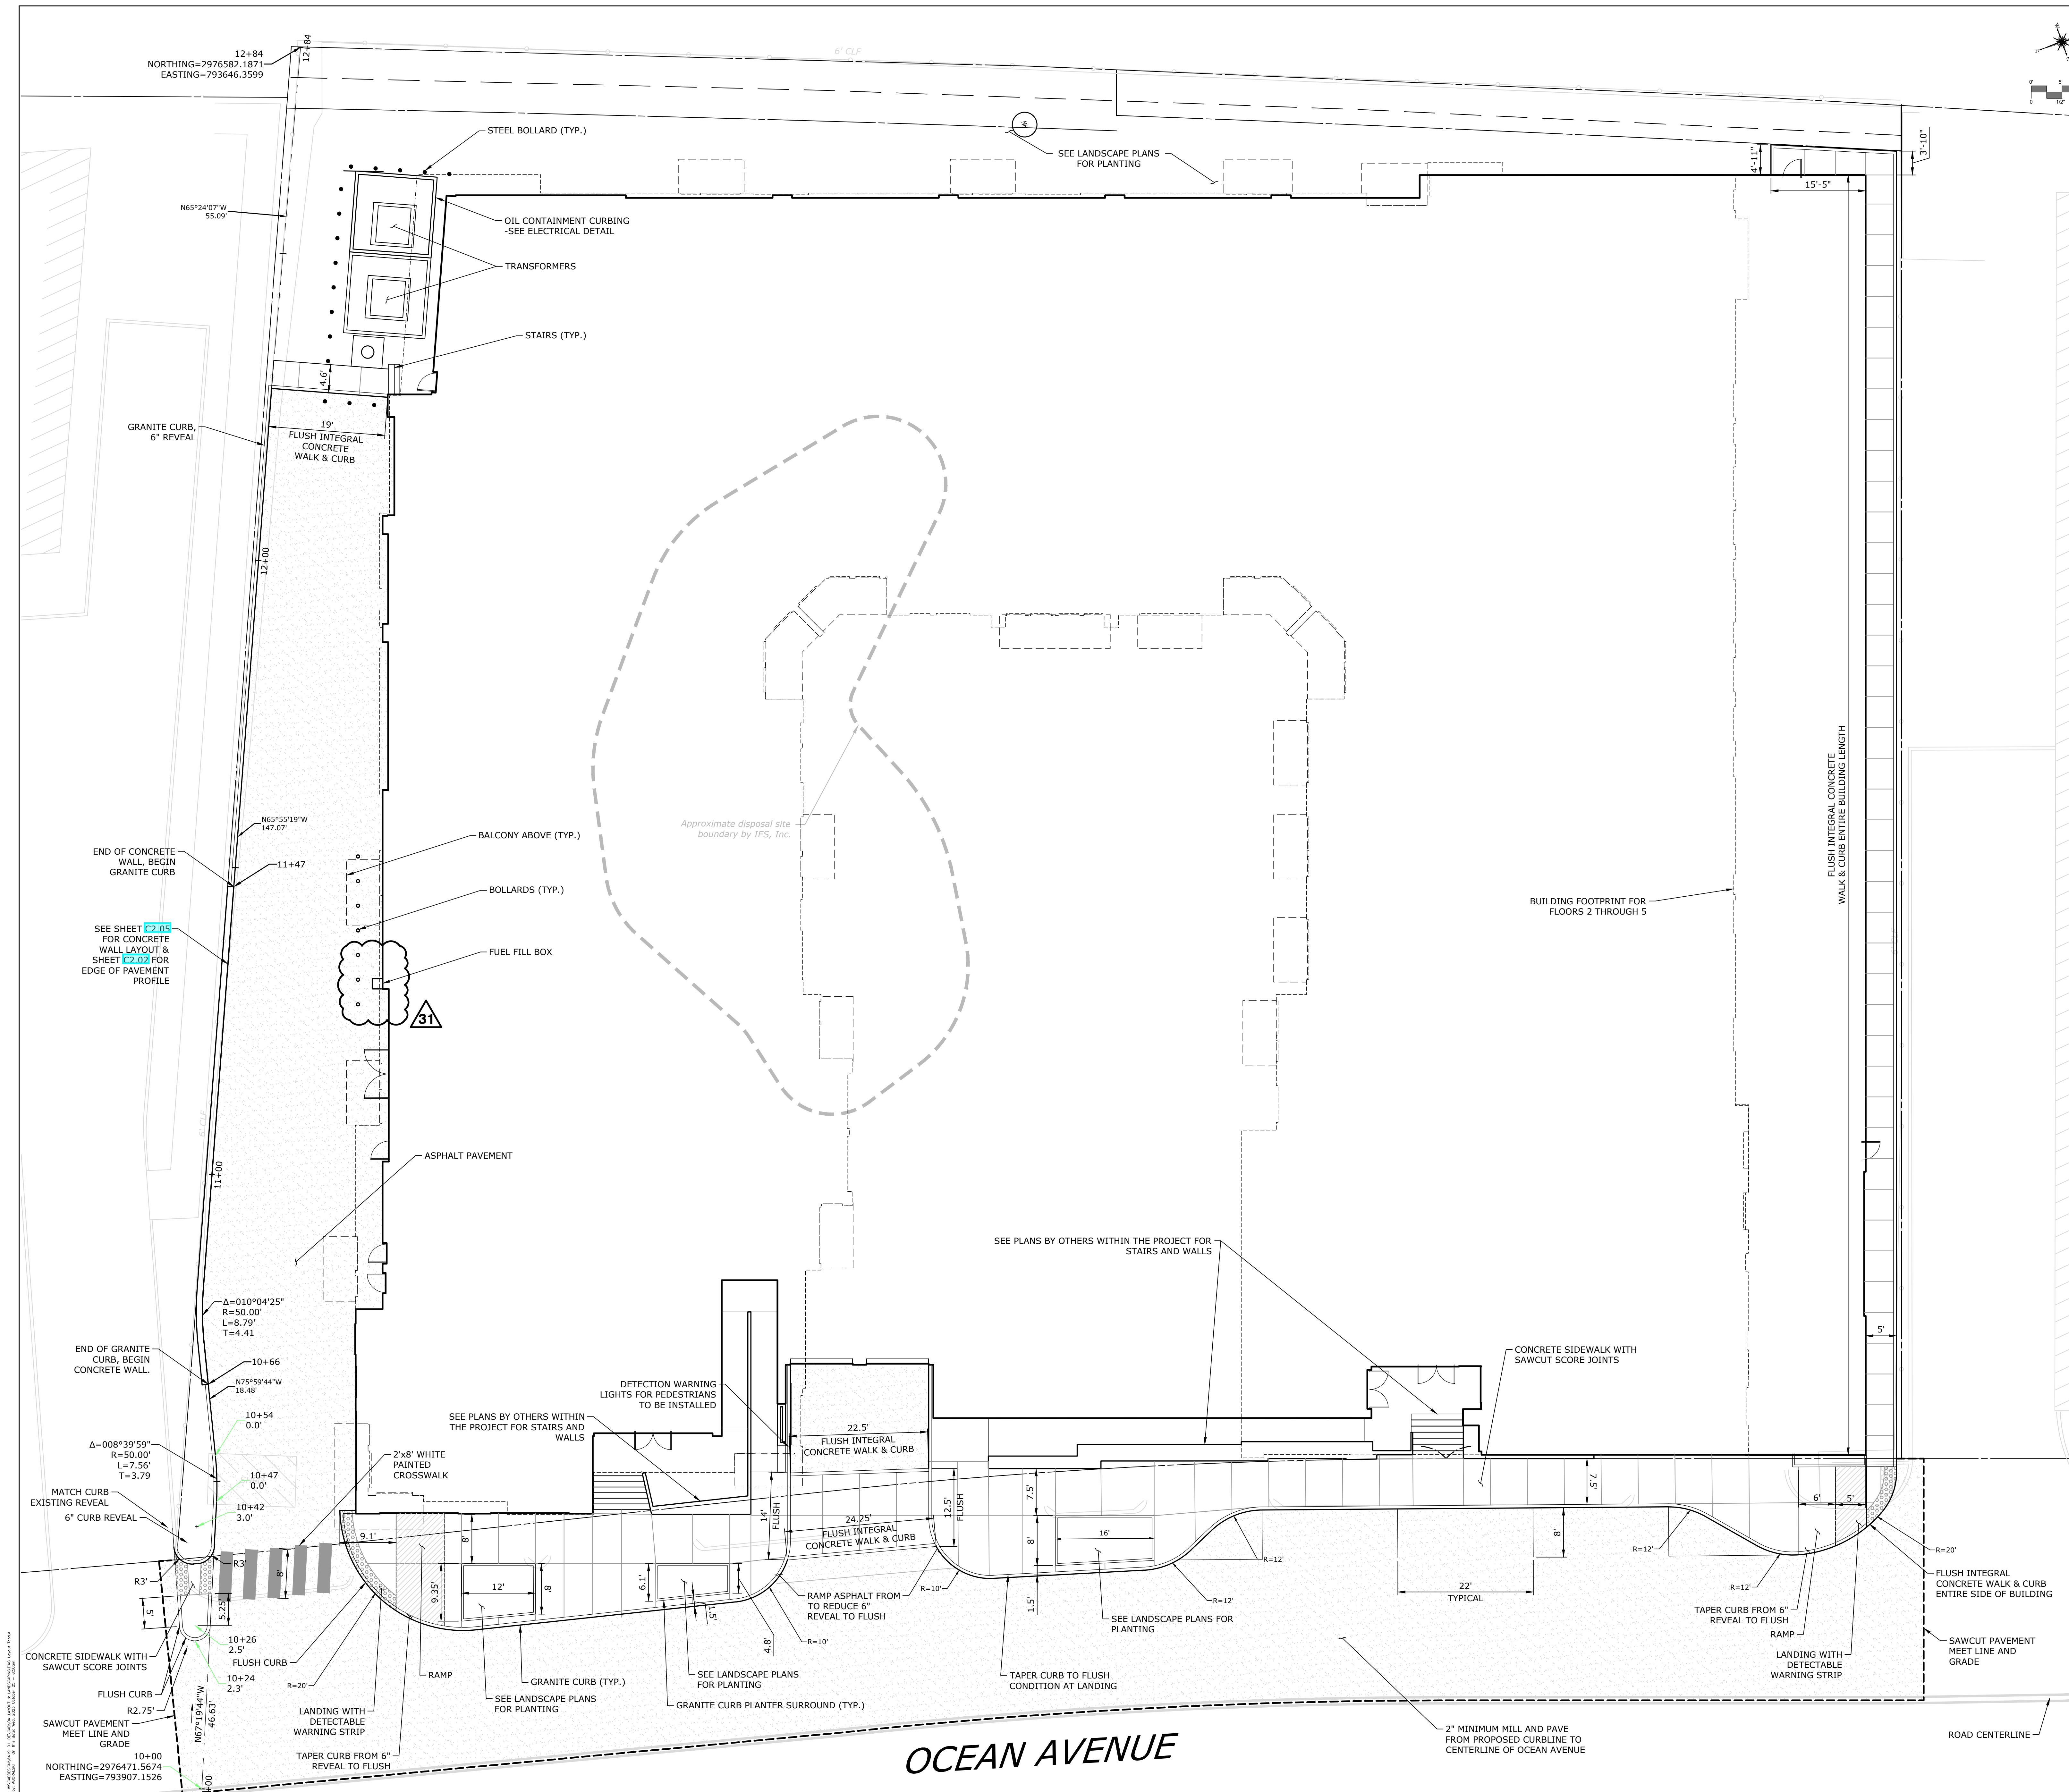 12+84
NORTHING=2976582.1871
EASTING=793646.3599
12+84
6' CLF
STEEL BOLLARD (TYP.)
SEE LANDSCAPE PLANS
FOR PLANTING
4'-11"
3'-10"
15'-5"
N65°24'07"W
55.09'
OIL CONTAINMENT CURBING
-SEE ELECTRICAL DETAIL
TRANSFORMERS
STAIRS (TYP.)
4.6'
GRANITE CURB,
6" REVEAL
19'
FLUSH INTEGRAL
CONCRETE
WALK & CURB
12+00
N65°55'19"W
147.07'
END OF CONCRETE
WALL, BEGIN
GRANITE CURB
11+47
BALCONY ABOVE (TYP.)
Approximate disposal site
boundary by IES, Inc.
BOLLARDS (TYP.)
SEE SHEET C2.05
FOR CONCRETE
WALL LAYOUT &
SHEET C2.02 FOR
EDGE OF PAVEMENT
PROFILE
FUEL FILL BOX
31
FLUSH INTEGRAL CONCRETE
WALK & CURB ENTIRE BUILDING LENGTH
BUILDING FOOTPRINT FOR
FLOORS 2 THROUGH 5
6' CLF
ASPHALT PAVEMENT
11+00
SEE PLANS BY OTHERS WITHIN THE PROJECT FOR
STAIRS AND WALLS
Δ=010°04'25"
R=50.00'
L=8.79'
T=4.41
END OF GRANITE
CURB, BEGIN
CONCRETE WALL.
10+66
N75°59'44"W
18.48'
5'
CONCRETE SIDEWALK WITH
SAWCUT SCORE JOINTS
DETECTION WARNING
LIGHTS FOR PEDESTRIANS
TO BE INSTALLED
SEE PLANS BY OTHERS WITHIN
THE PROJECT FOR STAIRS AND
WALLS
10+54
0.0'
22.5'
FLUSH INTEGRAL
CONCRETE WALK & CURB
Δ=008°39'59"
R=50.00'
L=7.56'
T=3.79
2'x8' WHITE
PAINTED
CROSSWALK
10+47
0.0'
MATCH CURB
EXISTING REVEAL
6" CURB REVEAL
10+42
3.0'
14'
FLUSH
12.5'
FLUSH
7.5'
7.5'
6'
5'
24.25'
FLUSH INTEGRAL
CONCRETE WALK & CURB
9.1'
8'
8'
16'
8'
R3'
R3'
8'
R=12'
R=12'
R=20'
5'
5.25'
9.35'
12'
8'
6.1'
1.5'
4.8'
R=10'
R=12'
1.5'
22'
TYPICAL
R=12'
FLUSH INTEGRAL
CONCRETE WALK & CURB
ENTIRE SIDE OF BUILDING
RAMP ASPHALT FROM
TO REDUCE 6"
REVEAL TO FLUSH
SEE LANDSCAPE PLANS FOR
PLANTING
TAPER CURB FROM 6"
REVEAL TO FLUSH
RAMP
10+26
2.5'
FLUSH CURB
R=10'
SAWCUT PAVEMENT
MEET LINE AND
GRADE
CONCRETE SIDEWALK WITH
SAWCUT SCORE JOINTS
10+24
2.3'
R=20'
RAMP
GRANITE CURB (TYP.)
SEE LANDSCAPE PLANS
FOR PLANTING
TAPER CURB TO FLUSH
CONDITION AT LANDING
LANDING WITH
DETECTABLE
WARNING STRIP
FLUSH CURB
R2.75'
SEE LANDSCAPE PLANS
FOR PLANTING
GRANITE CURB PLANTER SURROUND (TYP.)
LANDING WITH
DETECTABLE
WARNING STRIP
SAWCUT PAVEMENT
MEET LINE AND
GRADE
N67°19'44"W
46.63'
2" MINIMUM MILL AND PAVE
FROM PROPOSED CURBLINE TO
CENTERLINE OF OCEAN AVENUE
ROAD CENTERLINE
TAPER CURB FROM 6"
REVEAL TO FLUSH
OCEAN AVENUE
10+00
NORTHING=2976471.5674
EASTING=793907.1526